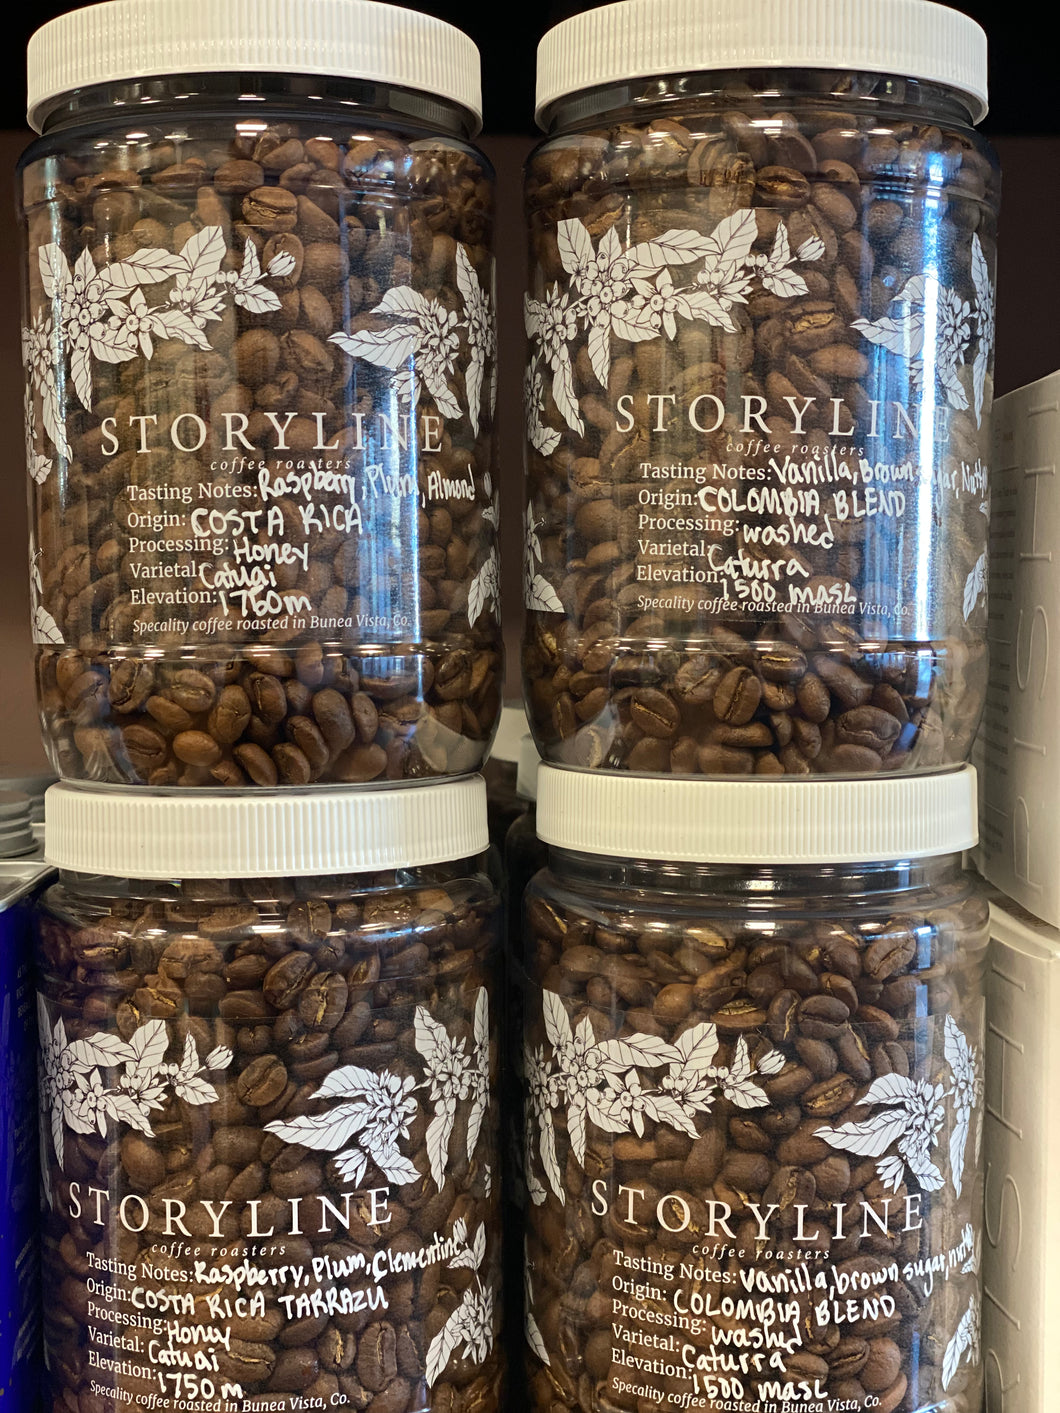 STORYLINE
coffee roasters
Tasting Notes: Raspberry, Plum, Almond
Origin: COSTA RICA
Processing: Honey
Varietal: Catuai
Elevation: 1760m
Specality coffee roasted in Bunea Vista, Co.
STORYLINE
coffee roasters
Tasting Notes: Vanilla, Brown
Origin: COLOMBIA BLEND
Processing: washed
Varietal: Caturra
Elevation: 1500 masl
Specality coffee roasted in Bunea Vista, Co.
STORYLINE
coffee roasters
Tasting Notes: Raspberry, Plum, Clementine
Origin: COSTA RICA TARRAZU
Processing: Honey
Varietal: Catuai
Elevation: 1750m
Specality coffee roasted in Bunea Vista, Co.
STORYLINE
coffee roasters
Tasting Notes: vanilla, brown sugar,
Origin: COLOMBIA BLEND
Processing: washed
Varietal: Caturra
Elevation: 1500 masl
Specality coffee roasted in Bunea Vista, Co.